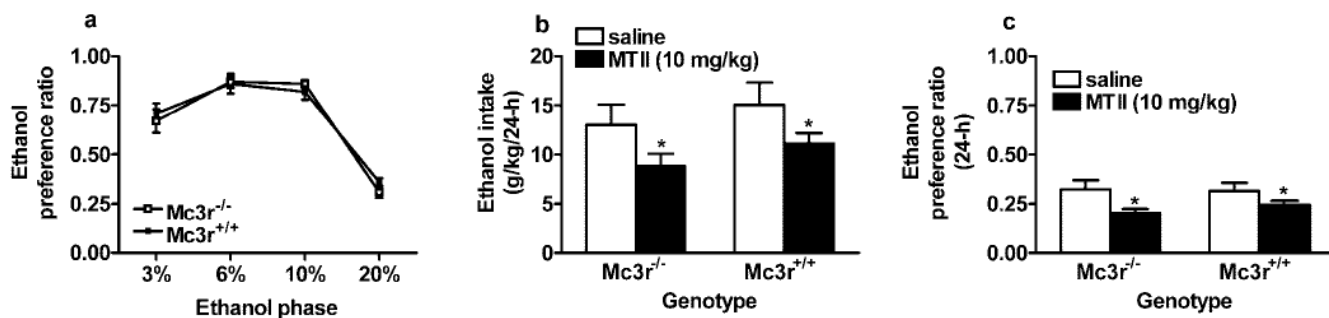 a
Ethanol
preference ratio
1.00
0.75
0.50
0.25
0.00
Mc3r-/-
Mc3r+/+
3%
6%
10%
20%
Ethanol phase
b
saline
MTII (10 mg/kg)
Ethanol intake
(g/kg/24-h)
20
15
10
5
0
*
*
Mc3r-/-
Mc3r+/+
Genotype
c
saline
MTII (10 mg/kg)
Ethanol
preference ratio
(24-h)
1.00
0.75
0.50
0.25
0.00
*
*
Mc3r-/-
Mc3r+/+
Genotype